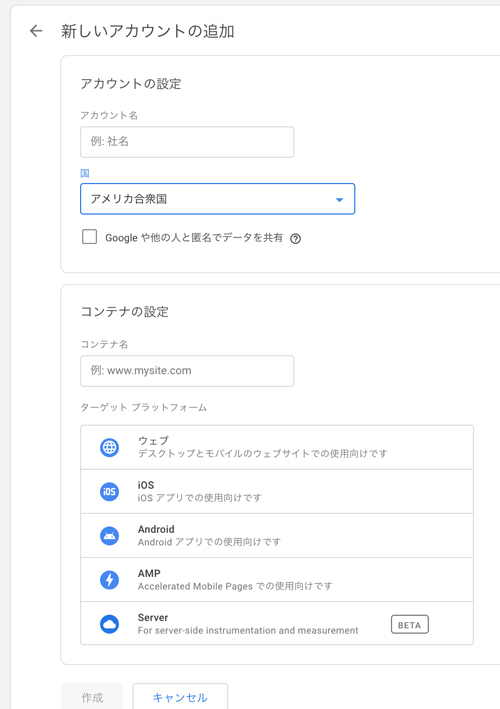 新しいアカウントの追加
アカウントの設定
アカウント名
例: 社名
国
アメリカ合衆国
Google や他の人と匿名でデータを共有
コンテナの設定
コンテナ名
例: www.mysite.com
ターゲット プラットフォーム
ウェブ
デスクトップとモバイルのウェブサイトでの使用向けです
iOS
iOS
iOS アプリでの使用向けです
Android
Android アプリでの使用向けです
AMP
Accelerated Mobile Pages での使用向けです
Server
For server-side instrumentation and measurement
BETA
作成 キャンセル